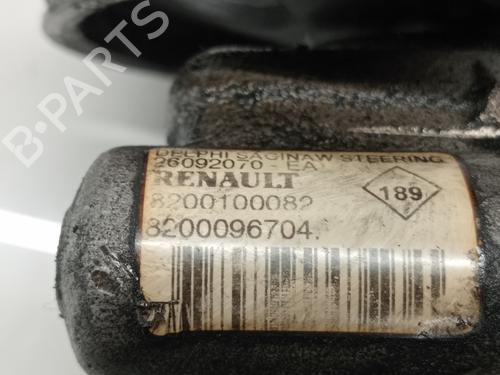 DELPHI SAGINAW STEERING
26092070 EA
RENAULT
189
8200100082
8200096704.
B-PARTS